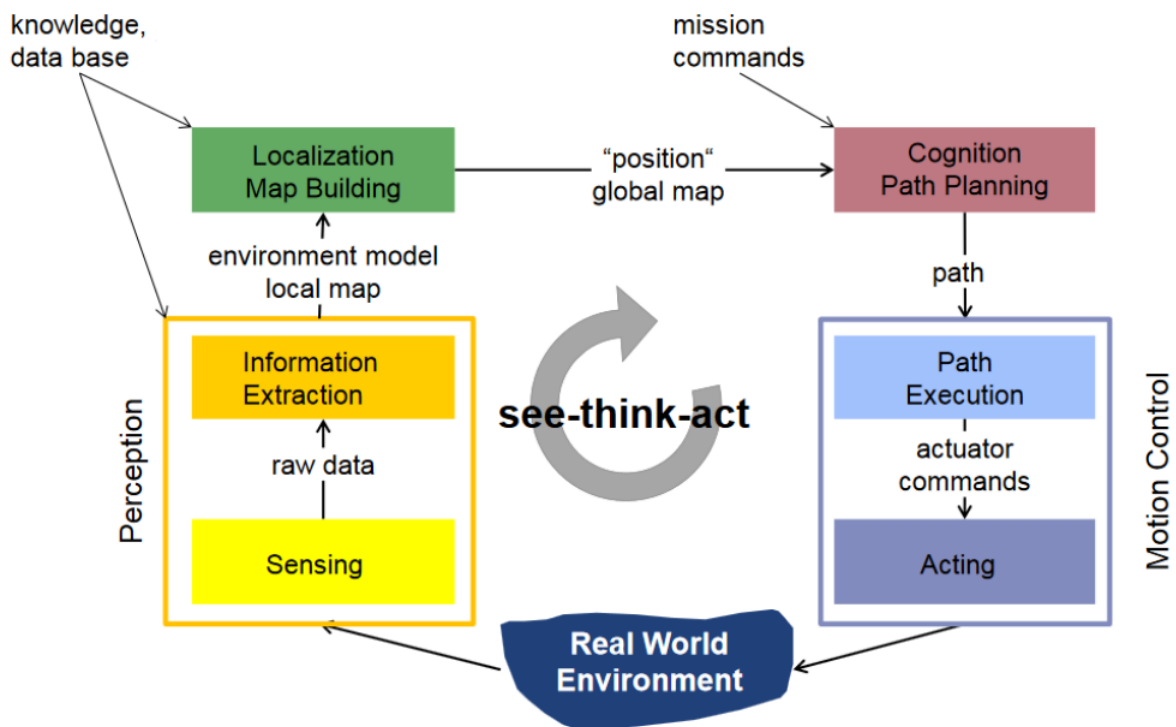 knowledge,
data base
mission
commands
Localization
Map Building
“position“
global map
Cognition
Path Planning
environment model
local map
path
Perception
Information
Extraction
raw data
Sensing
see-think-act
Path
Execution
actuator
commands
Acting
Motion Control
Real World
Environment